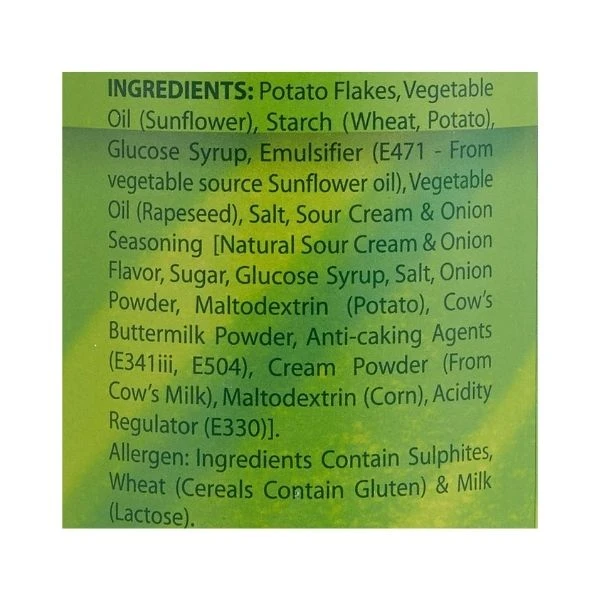 INGREDIENTS: Potato Flakes, Vegetable
Oil (Sunflower), Starch (Wheat, Potato),
Glucose Syrup, Emulsifier (E471 - From
vegetable source Sunflower oil), Vegetable
Oil (Rapeseed), Salt, Sour Cream & Onion
Seasoning [Natural Sour Cream & Onion
Flavor, Sugar, Glucose Syrup, Salt, Onion
Powder, Maltodextrin (Potato), Cow's
Buttermilk Powder, Anti-caking Agents
(E341iii, E504), Cream Powder (From
Cow's Milk), Maltodextrin (Corn), Acidity
Regulator (E330)].
Allergen: Ingredients Contain Sulphites,
Wheat (Cereals Contain Gluten) & Milk
(Lactose).